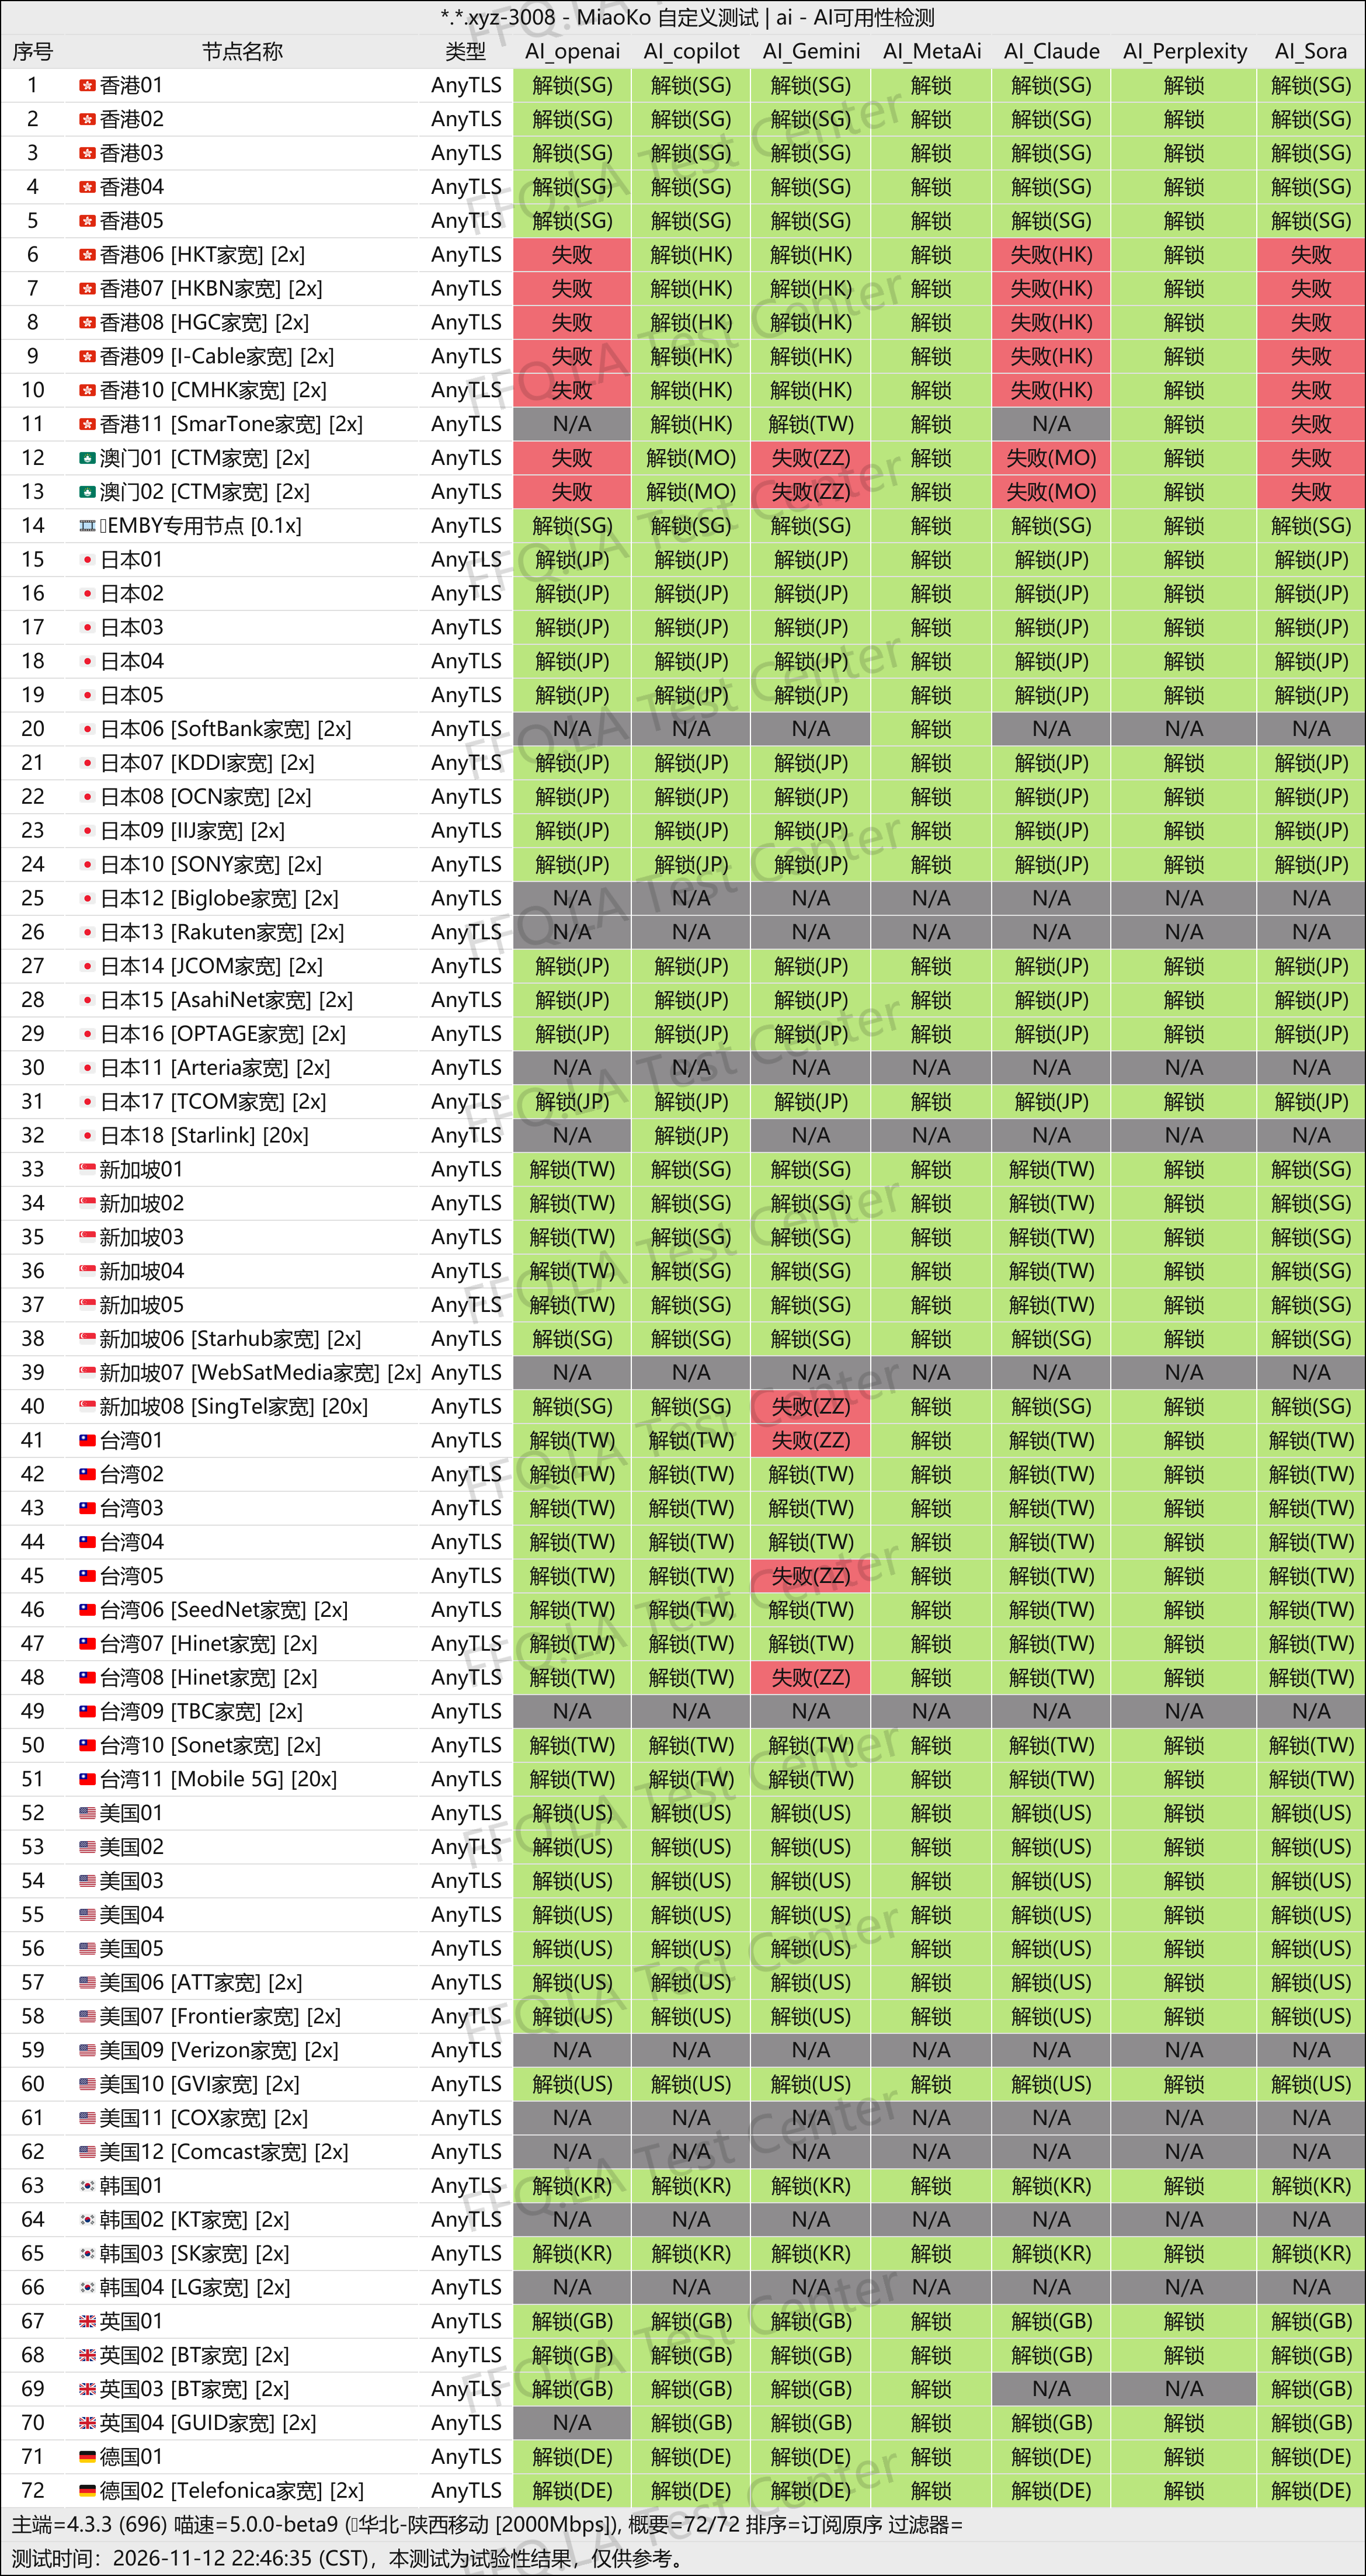 *.*.xyz-3008 - MiaoKo 自定义测试 | ai - AI可用性检测
序号 节点名称 类型 AI_openai AI_copilot AI_Gemini AI_MetaAi AI_Claude AI_Perplexity AI_Sora
1 香港01 AnyTLS 解锁(SG) 解锁(SG) 解锁(SG) 解锁 解锁(SG) 解锁 解锁(SG)
2 香港02 AnyTLS 解锁(SG) 解锁(SG) 解锁(SG) 解锁 解锁(SG) 解锁 解锁(SG)
3 香港03 AnyTLS 解锁(SG) 解锁(SG) 解锁(SG) 解锁 解锁(SG) 解锁 解锁(SG)
4 香港04 AnyTLS 解锁(SG) 解锁(SG) 解锁(SG) 解锁 解锁(SG) 解锁 解锁(SG)
5 香港05 AnyTLS 解锁(SG) 解锁(SG) 解锁(SG) 解锁 解锁(SG) 解锁 解锁(SG)
6 香港06 [HKT家宽] [2x] AnyTLS 失败 解锁(HK) 解锁(HK) 解锁 失败(HK) 解锁 失败
7 香港07 [HKBN家宽] [2x] AnyTLS 失败 解锁(HK) 解锁(HK) 解锁 失败(HK) 解锁 失败
8 香港08 [HGC家宽] [2x] AnyTLS 失败 解锁(HK) 解锁(HK) 解锁 失败(HK) 解锁 失败
9 香港09 [I-Cable家宽] [2x] AnyTLS 失败 解锁(HK) 解锁(HK) 解锁 失败(HK) 解锁 失败
10 香港10 [CMHK家宽] [2x] AnyTLS 失败 解锁(HK) 解锁(HK) 解锁 失败(HK) 解锁 失败
11 香港11 [SmarTone家宽] [2x] AnyTLS N/A 解锁(HK) 解锁(TW) 解锁 N/A 解锁 失败
12 澳门01 [CTM家宽] [2x] AnyTLS 失败 解锁(MO) 失败(ZZ) 解锁 失败(MO) 解锁 失败
13 澳门02 [CTM家宽] [2x] AnyTLS 失败 解锁(MO) 失败(ZZ) 解锁 失败(MO) 解锁 失败
14 EMBY专用节点 [0.1x] AnyTLS 解锁(SG) 解锁(SG) 解锁(SG) 解锁 解锁(SG) 解锁 解锁(SG)
15 日本01 AnyTLS 解锁(JP) 解锁(JP) 解锁(JP) 解锁 解锁(JP) 解锁 解锁(JP)
16 日本02 AnyTLS 解锁(JP) 解锁(JP) 解锁(JP) 解锁 解锁(JP) 解锁 解锁(JP)
17 日本03 AnyTLS 解锁(JP) 解锁(JP) 解锁(JP) 解锁 解锁(JP) 解锁 解锁(JP)
18 日本04 AnyTLS 解锁(JP) 解锁(JP) 解锁(JP) 解锁 解锁(JP) 解锁 解锁(JP)
19 日本05 AnyTLS 解锁(JP) 解锁(JP) 解锁(JP) 解锁 解锁(JP) 解锁 解锁(JP)
20 日本06 [SoftBank家宽] [2x] AnyTLS N/A N/A N/A 解锁 N/A N/A N/A
21 日本07 [KDDI家宽] [2x] AnyTLS 解锁(JP) 解锁(JP) 解锁(JP) 解锁 解锁(JP) 解锁 解锁(JP)
22 日本08 [OCN家宽] [2x] AnyTLS 解锁(JP) 解锁(JP) 解锁(JP) 解锁 解锁(JP) 解锁 解锁(JP)
23 日本09 [IIJ家宽] [2x] AnyTLS 解锁(JP) 解锁(JP) 解锁(JP) 解锁 解锁(JP) 解锁 解锁(JP)
24 日本10 [SONY家宽] [2x] AnyTLS 解锁(JP) 解锁(JP) 解锁(JP) 解锁 解锁(JP) 解锁 解锁(JP)
25 日本12 [Biglobe家宽] [2x] AnyTLS N/A N/A N/A N/A N/A N/A N/A
26 日本13 [Rakuten家宽] [2x] AnyTLS N/A N/A N/A N/A N/A N/A N/A
27 日本14 [JCOM家宽] [2x] AnyTLS 解锁(JP) 解锁(JP) 解锁(JP) 解锁 解锁(JP) 解锁 解锁(JP)
28 日本15 [AsahiNet家宽] [2x] AnyTLS 解锁(JP) 解锁(JP) 解锁(JP) 解锁 解锁(JP) 解锁 解锁(JP)
29 日本16 [OPTAGE家宽] [2x] AnyTLS 解锁(JP) 解锁(JP) 解锁(JP) 解锁 解锁(JP) 解锁 解锁(JP)
30 日本11 [Arteria家宽] [2x] AnyTLS N/A N/A N/A N/A N/A N/A N/A
31 日本17 [TCOM家宽] [2x] AnyTLS 解锁(JP) 解锁(JP) 解锁(JP) 解锁 解锁(JP) 解锁 解锁(JP)
32 日本18 [Starlink] [20x] AnyTLS N/A 解锁(JP) N/A N/A N/A N/A N/A
33 新加坡01 AnyTLS 解锁(TW) 解锁(SG) 解锁(SG) 解锁 解锁(TW) 解锁 解锁(SG)
34 新加坡02 AnyTLS 解锁(TW) 解锁(SG) 解锁(SG) 解锁 解锁(TW) 解锁 解锁(SG)
35 新加坡03 AnyTLS 解锁(TW) 解锁(SG) 解锁(SG) 解锁 解锁(TW) 解锁 解锁(SG)
36 新加坡04 AnyTLS 解锁(TW) 解锁(SG) 解锁(SG) 解锁 解锁(TW) 解锁 解锁(SG)
37 新加坡05 AnyTLS 解锁(TW) 解锁(SG) 解锁(SG) 解锁 解锁(TW) 解锁 解锁(SG)
38 新加坡06 [Starhub家宽] [2x] AnyTLS 解锁(SG) 解锁(SG) 解锁(SG) 解锁 解锁(SG) 解锁 解锁(SG)
39 新加坡07 [WebSatMedia家宽] [2x] AnyTLS N/A N/A N/A N/A N/A N/A N/A
40 新加坡08 [SingTel家宽] [20x] AnyTLS 解锁(SG) 解锁(SG) 失败(ZZ) 解锁 解锁(SG) 解锁 解锁(SG)
41 台湾01 AnyTLS 解锁(TW) 解锁(TW) 失败(ZZ) 解锁 解锁(TW) 解锁 解锁(TW)
42 台湾02 AnyTLS 解锁(TW) 解锁(TW) 解锁(TW) 解锁 解锁(TW) 解锁 解锁(TW)
43 台湾03 AnyTLS 解锁(TW) 解锁(TW) 解锁(TW) 解锁 解锁(TW) 解锁 解锁(TW)
44 台湾04 AnyTLS 解锁(TW) 解锁(TW) 解锁(TW) 解锁 解锁(TW) 解锁 解锁(TW)
45 台湾05 AnyTLS 解锁(TW) 解锁(TW) 失败(ZZ) 解锁 解锁(TW) 解锁 解锁(TW)
46 台湾06 [SeedNet家宽] [2x] AnyTLS 解锁(TW) 解锁(TW) 解锁(TW) 解锁 解锁(TW) 解锁 解锁(TW)
47 台湾07 [Hinet家宽] [2x] AnyTLS 解锁(TW) 解锁(TW) 解锁(TW) 解锁 解锁(TW) 解锁 解锁(TW)
48 台湾08 [Hinet家宽] [2x] AnyTLS 解锁(TW) 解锁(TW) 失败(ZZ) 解锁 解锁(TW) 解锁 解锁(TW)
49 台湾09 [TBC家宽] [2x] AnyTLS N/A N/A N/A N/A N/A N/A N/A
50 台湾10 [Sonet家宽] [2x] AnyTLS 解锁(TW) 解锁(TW) 解锁(TW) 解锁 解锁(TW) 解锁 解锁(TW)
51 台湾11 [Mobile 5G] [20x] AnyTLS 解锁(TW) 解锁(TW) 解锁(TW) 解锁 解锁(TW) 解锁 解锁(TW)
52 美国01 AnyTLS 解锁(US) 解锁(US) 解锁(US) 解锁 解锁(US) 解锁 解锁(US)
53 美国02 AnyTLS 解锁(US) 解锁(US) 解锁(US) 解锁 解锁(US) 解锁 解锁(US)
54 美国03 AnyTLS 解锁(US) 解锁(US) 解锁(US) 解锁 解锁(US) 解锁 解锁(US)
55 美国04 AnyTLS 解锁(US) 解锁(US) 解锁(US) 解锁 解锁(US) 解锁 解锁(US)
56 美国05 AnyTLS 解锁(US) 解锁(US) 解锁(US) 解锁 解锁(US) 解锁 解锁(US)
57 美国06 [ATT家宽] [2x] AnyTLS 解锁(US) 解锁(US) 解锁(US) 解锁 解锁(US) 解锁 解锁(US)
58 美国07 [Frontier家宽] [2x] AnyTLS 解锁(US) 解锁(US) 解锁(US) 解锁 解锁(US) 解锁 解锁(US)
59 美国09 [Verizon家宽] [2x] AnyTLS N/A N/A N/A N/A N/A N/A N/A
60 美国10 [GVI家宽] [2x] AnyTLS 解锁(US) 解锁(US) 解锁(US) 解锁 解锁(US) 解锁 解锁(US)
61 美国11 [COX家宽] [2x] AnyTLS N/A N/A N/A N/A N/A N/A N/A
62 美国12 [Comcast家宽] [2x] AnyTLS N/A N/A N/A N/A N/A N/A N/A
63 韩国01 AnyTLS 解锁(KR) 解锁(KR) 解锁(KR) 解锁 解锁(KR) 解锁 解锁(KR)
64 韩国02 [KT家宽] [2x] AnyTLS N/A N/A N/A N/A N/A N/A N/A
65 韩国03 [SK家宽] [2x] AnyTLS 解锁(KR) 解锁(KR) 解锁(KR) 解锁 解锁(KR) 解锁 解锁(KR)
66 韩国04 [LG家宽] [2x] AnyTLS N/A N/A N/A N/A N/A N/A N/A
67 英国01 AnyTLS 解锁(GB) 解锁(GB) 解锁(GB) 解锁 解锁(GB) 解锁 解锁(GB)
68 英国02 [BT家宽] [2x] AnyTLS 解锁(GB) 解锁(GB) 解锁(GB) 解锁 解锁(GB) 解锁 解锁(GB)
69 英国03 [BT家宽] [2x] AnyTLS 解锁(GB) 解锁(GB) 解锁(GB) 解锁 N/A N/A 解锁(GB)
70 英国04 [GUID家宽] [2x] AnyTLS N/A 解锁(GB) 解锁(GB) 解锁 解锁(GB) 解锁 解锁(GB)
71 德国01 AnyTLS 解锁(DE) 解锁(DE) 解锁(DE) 解锁 解锁(DE) 解锁 解锁(DE)
72 德国02 [Telefonica家宽] [2x] AnyTLS 解锁(DE) 解锁(DE) 解锁(DE) 解锁 解锁(DE) 解锁 解锁(DE)
主端=4.3.3 (696) 喵速=5.0.0-beta9 (华北-陕西移动 [2000Mbps]), 概要=72/72 排序=订阅原序 过滤器=
测试时间：2026-11-12 22:46:35 (CST)，本测试为试验性结果，仅供参考。
FFQ.LA Test Center